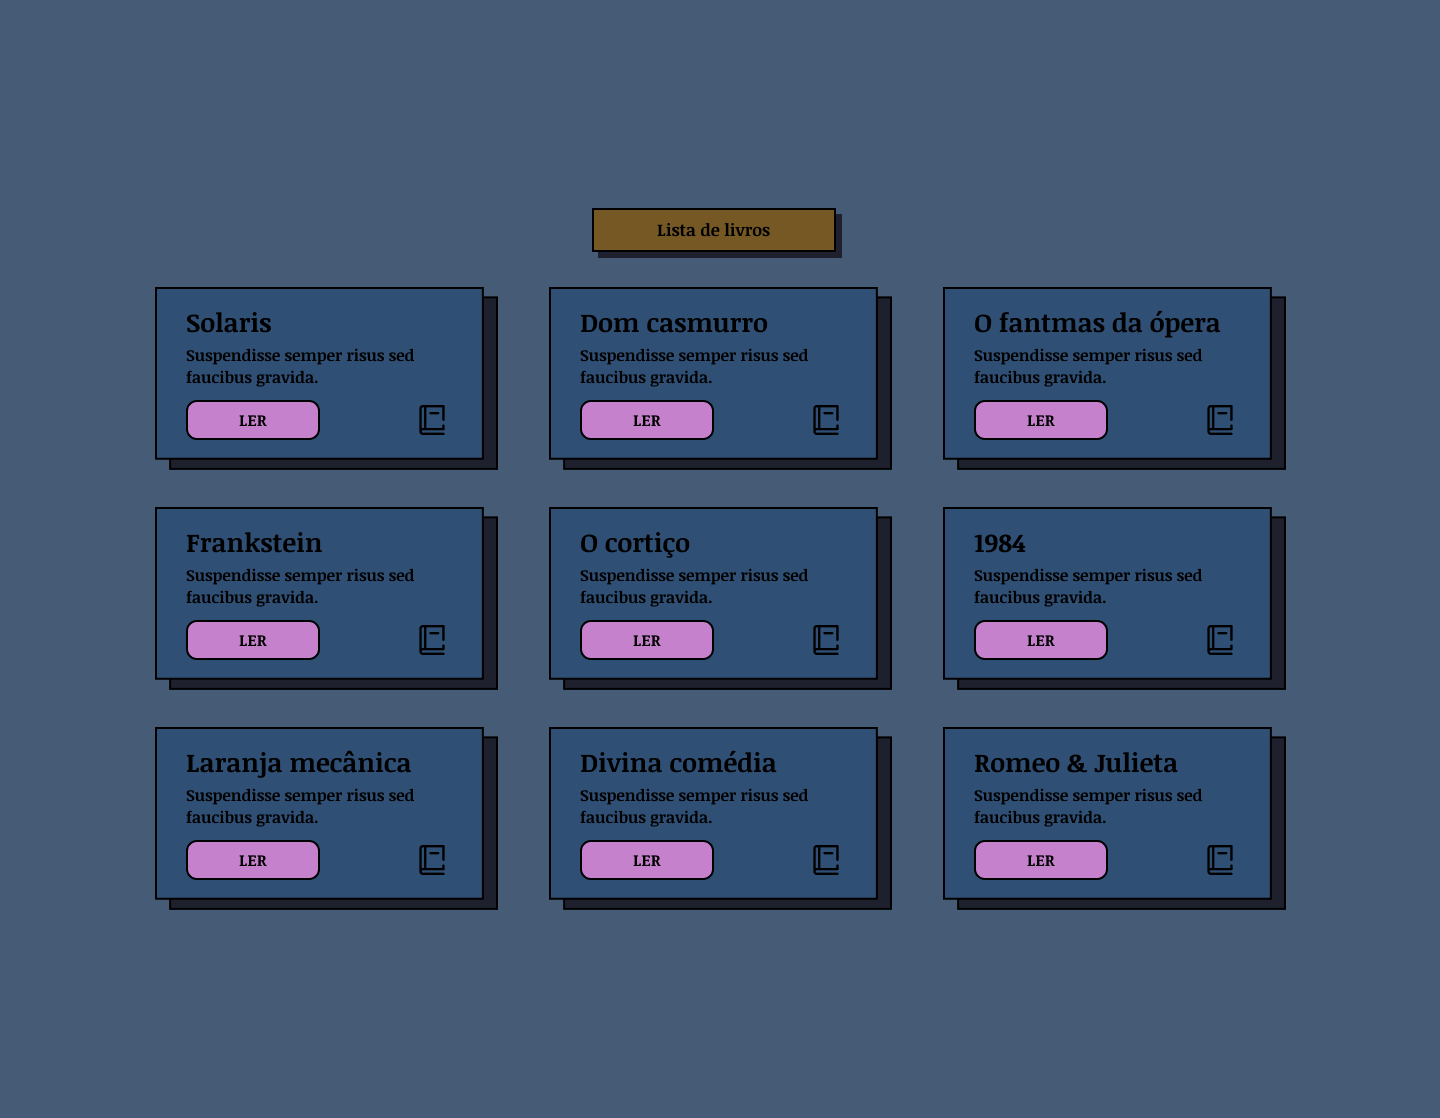 Lista de livros
Solaris
Suspendisse semper risus sed
faucibus gravida.
LER
Dom casmurro
Suspendisse semper risus sed
faucibus gravida.
LER
O fantmas da ópera
Suspendisse semper risus sed
faucibus gravida.
LER
Frankstein
Suspendisse semper risus sed
faucibus gravida.
LER
O cortiço
Suspendisse semper risus sed
faucibus gravida.
LER
1984
Suspendisse semper risus sed
faucibus gravida.
LER
Laranja mecânica
Suspendisse semper risus sed
faucibus gravida.
LER
Divina comédia
Suspendisse semper risus sed
faucibus gravida.
LER
Romeo & Julieta
Suspendisse semper risus sed
faucibus gravida.
LER